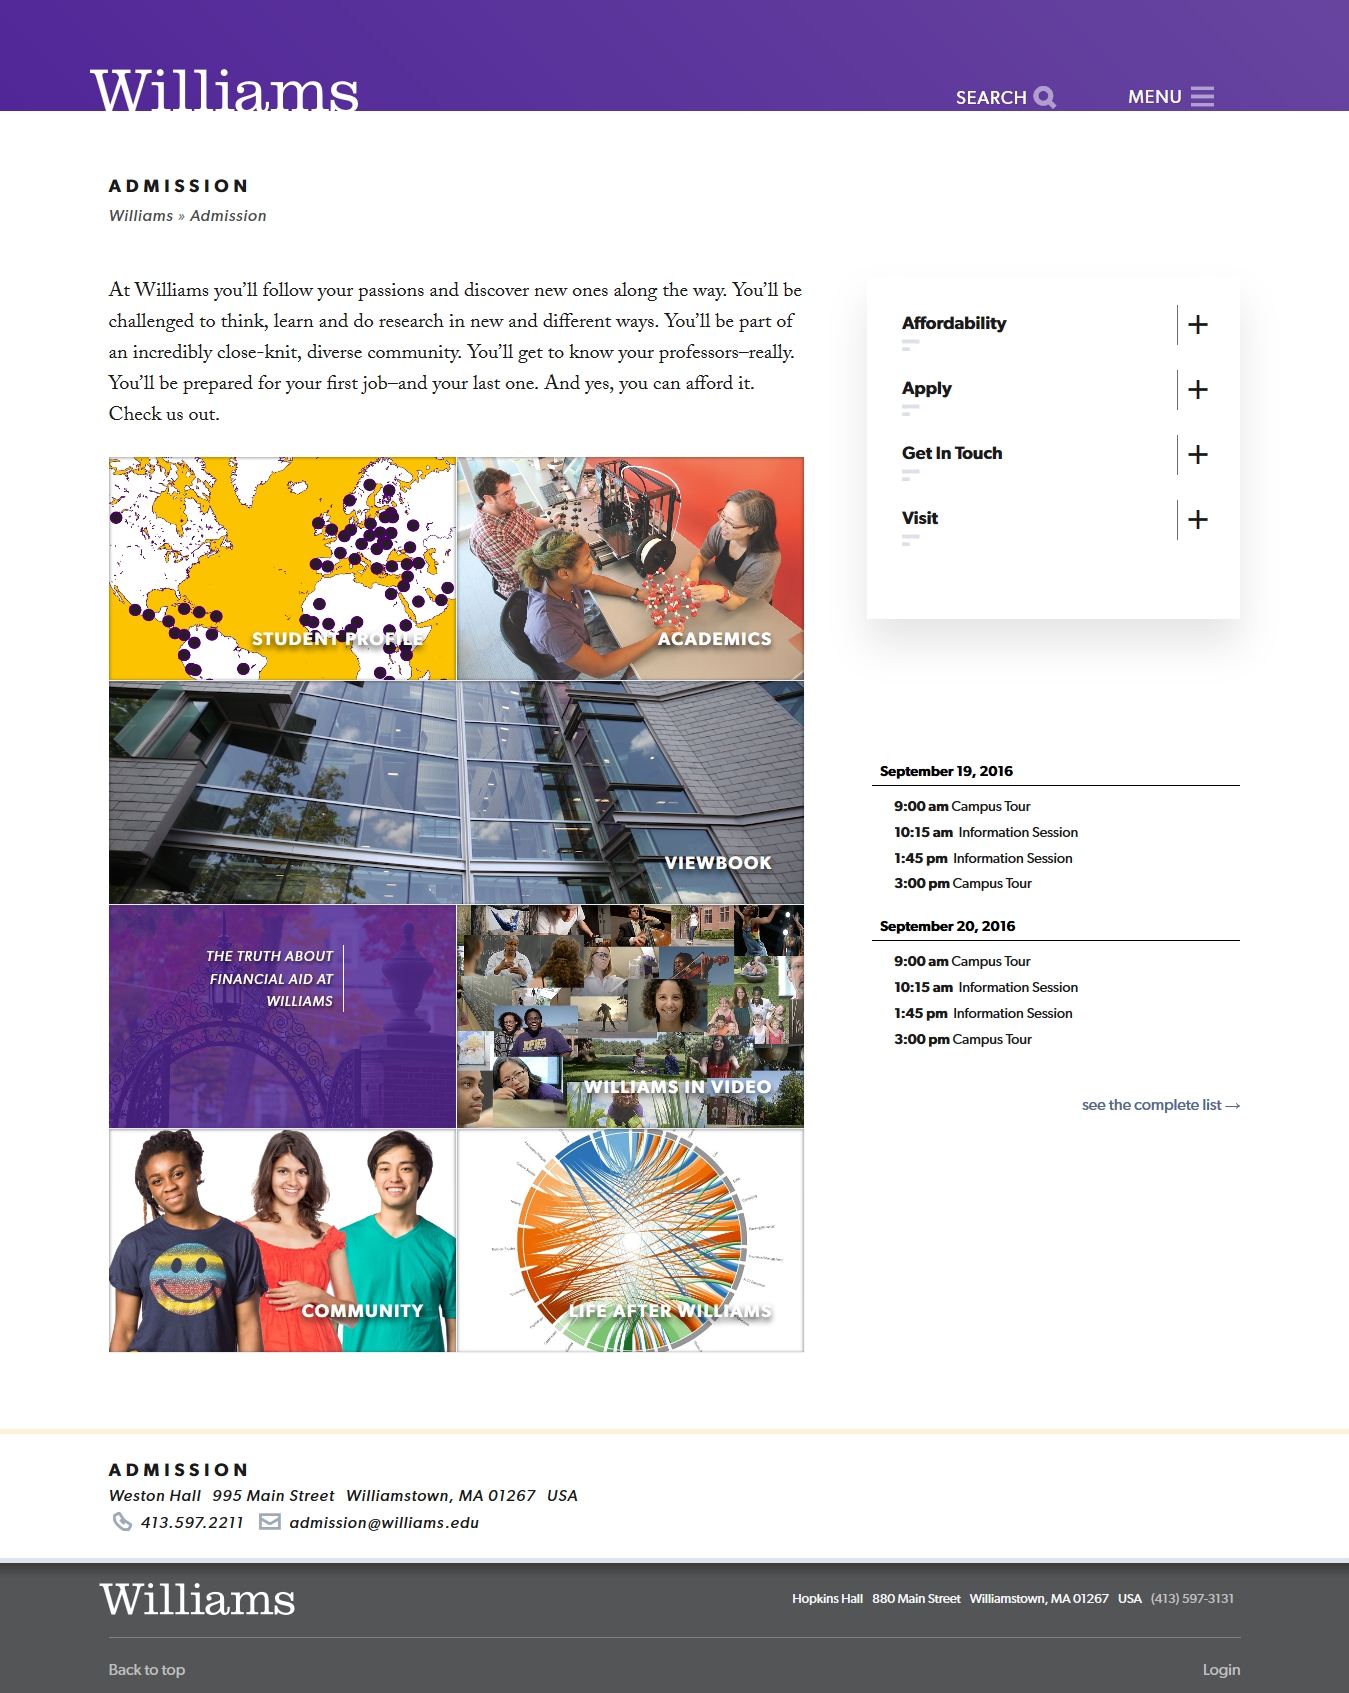 Williams
SEARCH
MENU
ADMISSION
Williams » Admission
At Williams you’ll follow your passions and discover new ones along the way. You’ll be
challenged to think, learn and do research in new and different ways. You’ll be part of
an incredibly close-knit, diverse community. You’ll get to know your professors–really.
You’ll be prepared for your first job–and your last one. And yes, you can afford it.
Check us out.
STUDENT PROFILE
ACADEMICS
VIEWBOOK
THE TRUTH ABOUT
FINANCIAL AID AT
WILLIAMS
WILLIAMS IN VIDEO
COMMUNITY
LIFE AFTER WILLIAMS
Affordability
Apply
Get In Touch
Visit
September 19, 2016
9:00 am Campus Tour
10:15 am Information Session
1:45 pm Information Session
3:00 pm Campus Tour
September 20, 2016
9:00 am Campus Tour
10:15 am Information Session
1:45 pm Information Session
3:00 pm Campus Tour
see the complete list →
ADMISSION
Weston Hall 995 Main Street Williamstown, MA 01267 USA
413.597.2211 admission@williams.edu
Williams
Hopkins Hall 880 Main Street Williamstown, MA 01267 USA (413) 597-3131
Back to top
Login